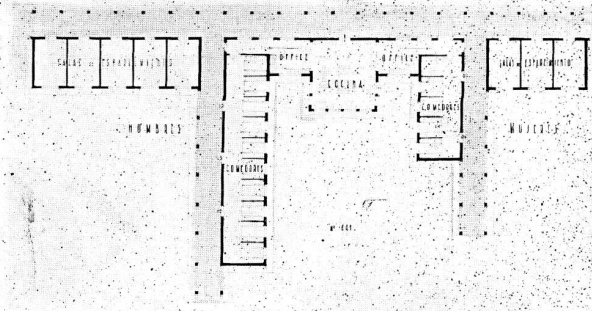 OFFICE
OFFICE
SALAS DE ESPARCIMIENTO
COCINA
SALAS DE ESPARCIMIENTO
COMEDORES
HOMBRES
MUJERES
COMEDORES